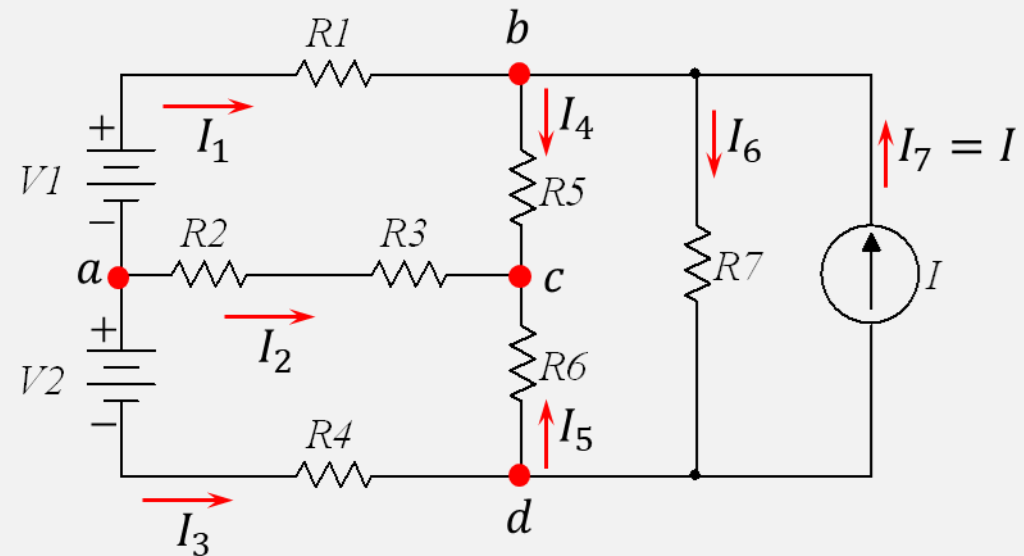 R1
b
+
I₁
I₄
I₆
I₇ = I
V1
R5
−
R2
R3
a
c
R7
I
+
I₂
V2
R6
−
R4
I₅
I₃
d